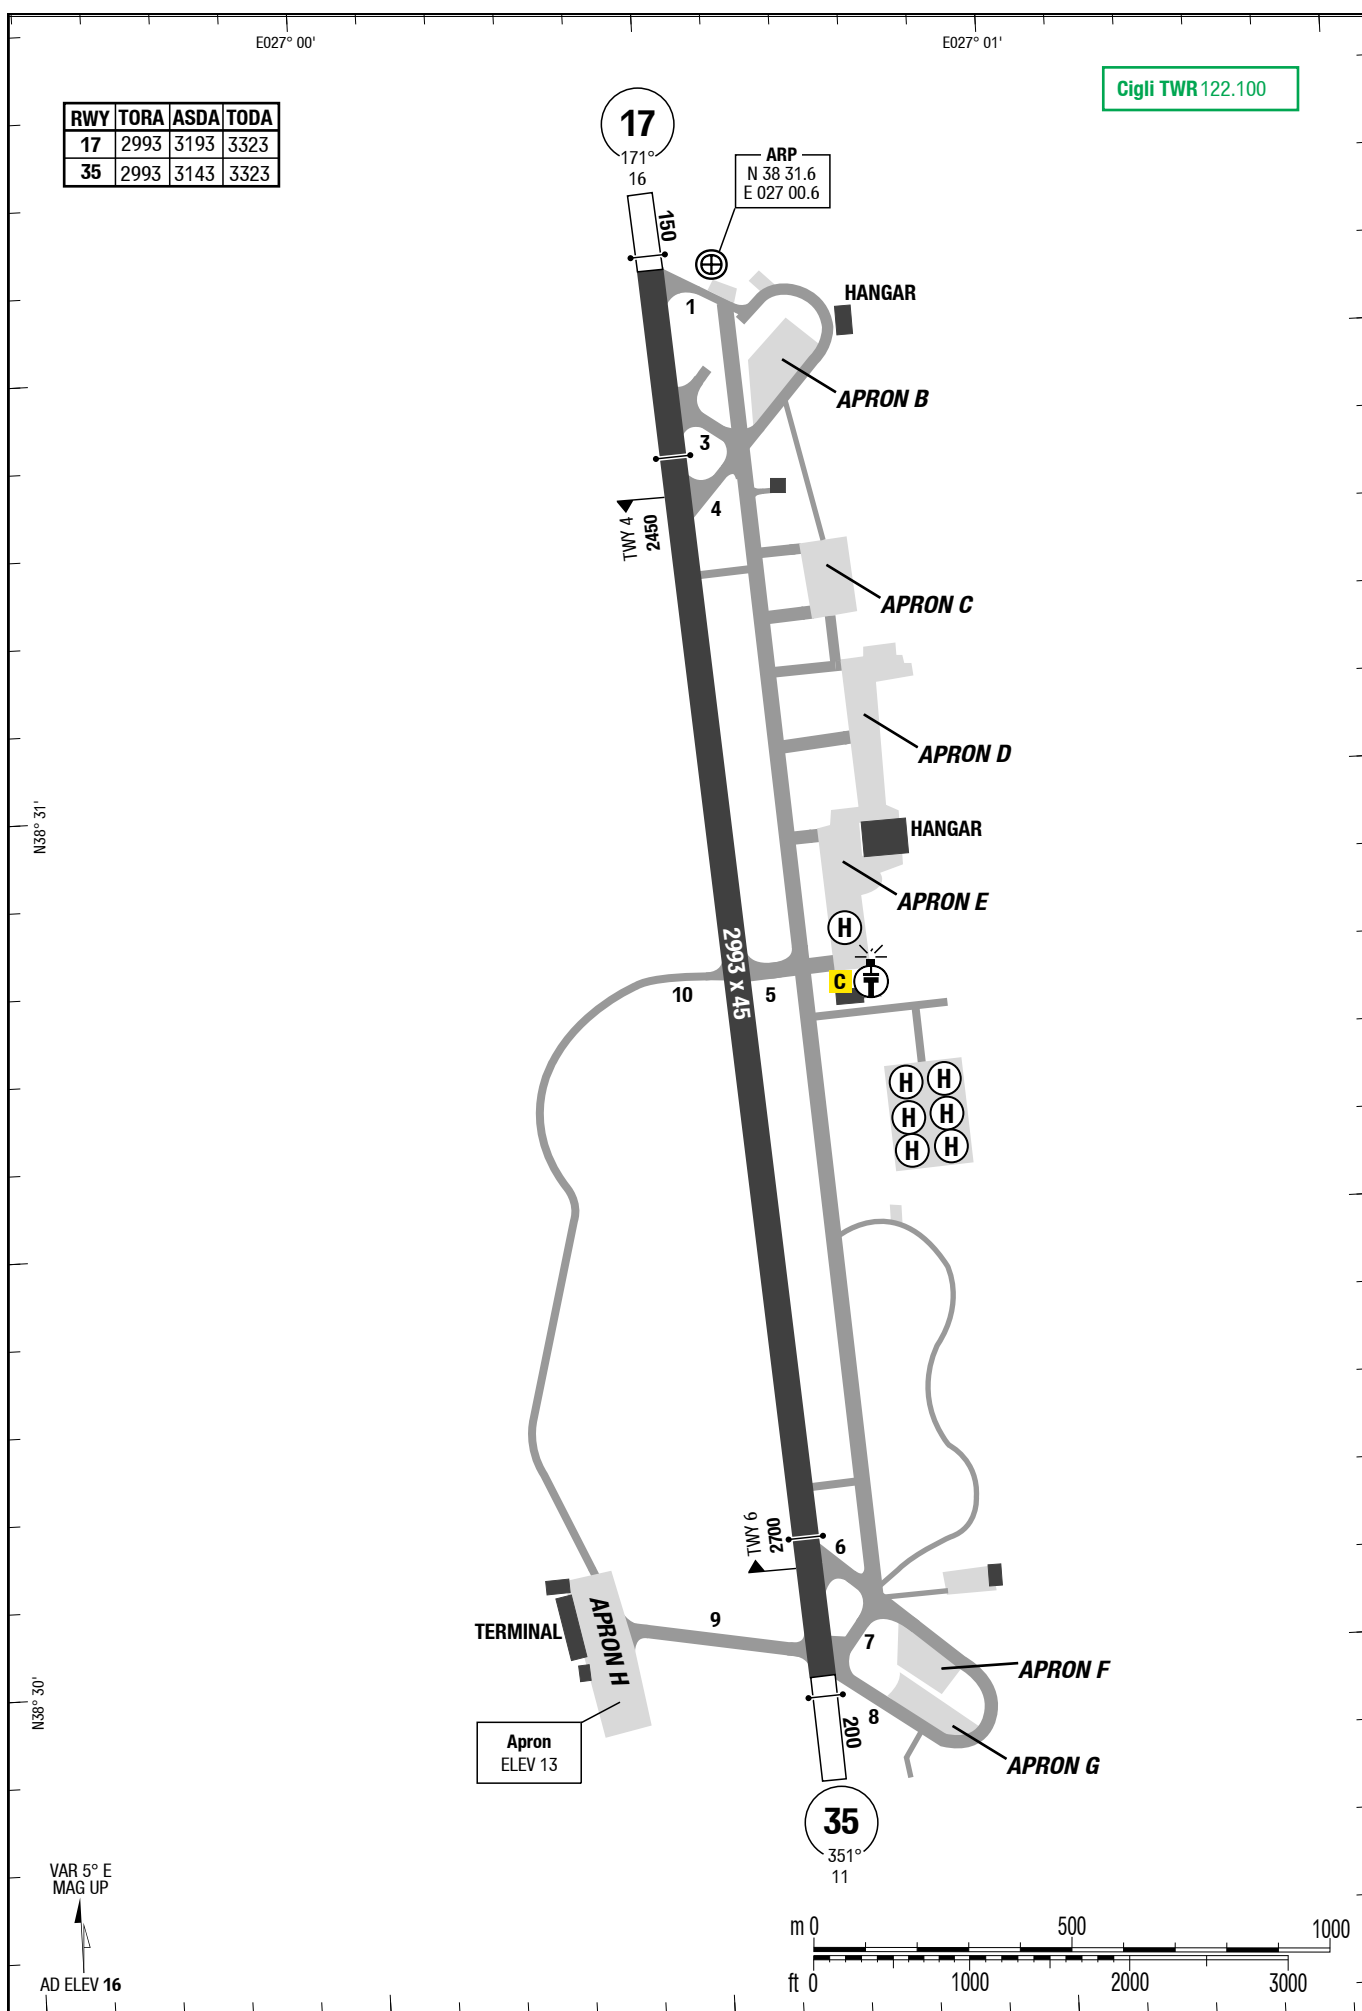 E027° 00'
E027° 01'
Cigli TWR 122.100
RWY TORA ASDA TODA
17 2993 3193 3323
35 2993 3143 3323
17
171°
16
ARP
N 38 31.6
E 027 00.6
150
HANGAR
1
APRON B
3
4
TWY 4
2450
APRON C
APRON D
N38° 31'
HANGAR
APRON E
H
2993 x 45
C
10
5
H H
H H
H H
TWY 6
2700
6
9
7
TERMINAL
APRON H
APRON F
N38° 30'
8
200
Apron
ELEV 13
APRON G
35
351°
11
VAR 5° E
MAG UP
AD ELEV 16
m 0 500 1000
ft 0 1000 2000 3000